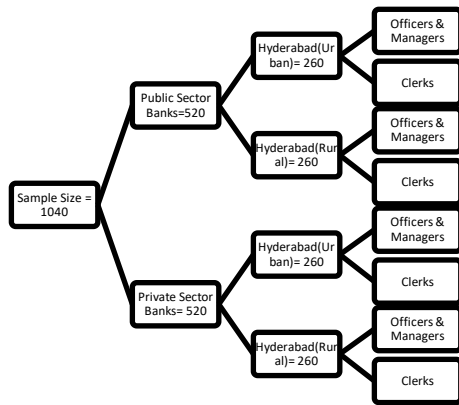 Officers &
Managers
Hyderabad(Ur
ban)= 260
Clerks
Public Sector
Banks=520
Officers &
Managers
Hyderabad(Rur
al)= 260
Clerks
Sample Size =
1040
Officers &
Managers
Hyderabad(Ur
ban)= 260
Clerks
Private Sector
Banks= 520
Officers &
Managers
Hyderabad(Rur
al)= 260
Clerks